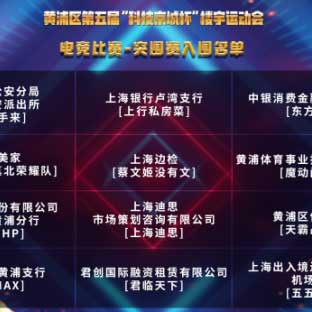 黄浦区第五届“科技京城杯”楼宇运动会
电竞比赛-突围赛入围名单
公安分局
派出所
手来]
上海银行卢湾支行
[上行私房菜]
中银消费金
[东方
美家
[北荣耀队]
上海边检
[蔡文姬没有文]
黄浦体育事业
[魔动
份有限公司
黄浦分行
HP]
上海迪思
市场策划咨询有限公司
[上海迪思]
黄浦区
[天霸
黄浦支行
MAX]
君创国际融资租赁有限公司
[君临天下]
上海出入境
机场
[五五